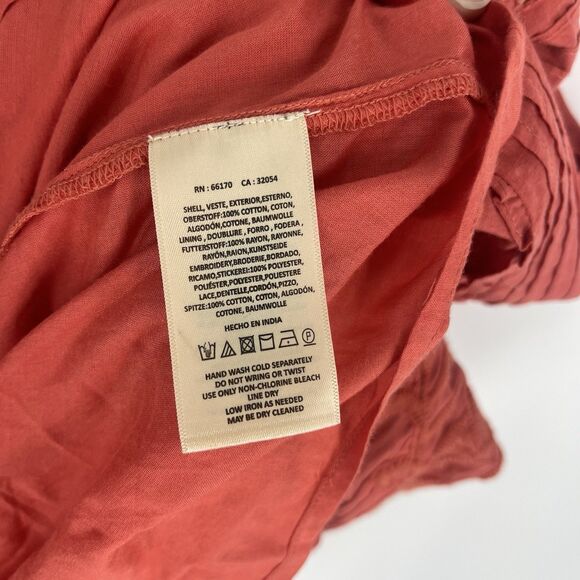 RN : 66170 CA : 32054
SHELL, VESTE, EXTERIOR,ESTERNO,
OBERSTOFF:100% COTTON, COTON,
ALGODÓN,COTONE, BAUMWOLLE
LINING , DOUBLURE , FORRO , FODERA ,
FUTTERSTOFF:100% RAYON, RAYONNE,
RAYÓN,RAYON,KUNSTSEIDE
EMBROIDERY,BRODERIE,BORDADO,
RICAMO,STICKEREI:100% POLYESTER,
POLIÉSTER,POLYESTER,POLIESTERE
LACE,DENTELLE,CORDÓN,PIZZO,
SPITZE:100% COTTON, COTON, ALGODÓN,
COTONE, BAUMWOLLE
HECHO EN INDIA
HAND WASH COLD SEPARATELY
DO NOT WRING OR TWIST
USE ONLY NON-CHLORINE BLEACH
LINE DRY
LOW IRON AS NEEDED
MAY BE DRY CLEANED